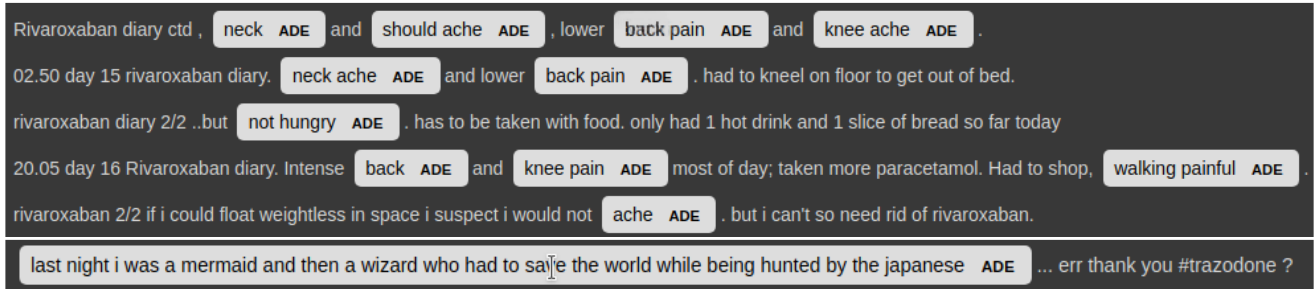 Rivaroxaban diary ctd , neck ADE and should ache ADE , lower back pain ADE and knee ache ADE .
02.50 day 15 rivaroxaban diary. neck ache ADE and lower back pain ADE . had to kneel on floor to get out of bed.
rivaroxaban diary 2/2 ..but not hungry ADE . has to be taken with food. only had 1 hot drink and 1 slice of bread so far today
20.05 day 16 Rivaroxaban diary. Intense back ADE and knee pain ADE most of day; taken more paracetamol. Had to shop, walking painful ADE .
rivaroxaban 2/2 if i could float weightless in space i suspect i would not ache ADE . but i can't so need rid of rivaroxaban.
last night i was a mermaid and then a wizard who had to save the world while being hunted by the japanese ADE ... err thank you #trazodone ?